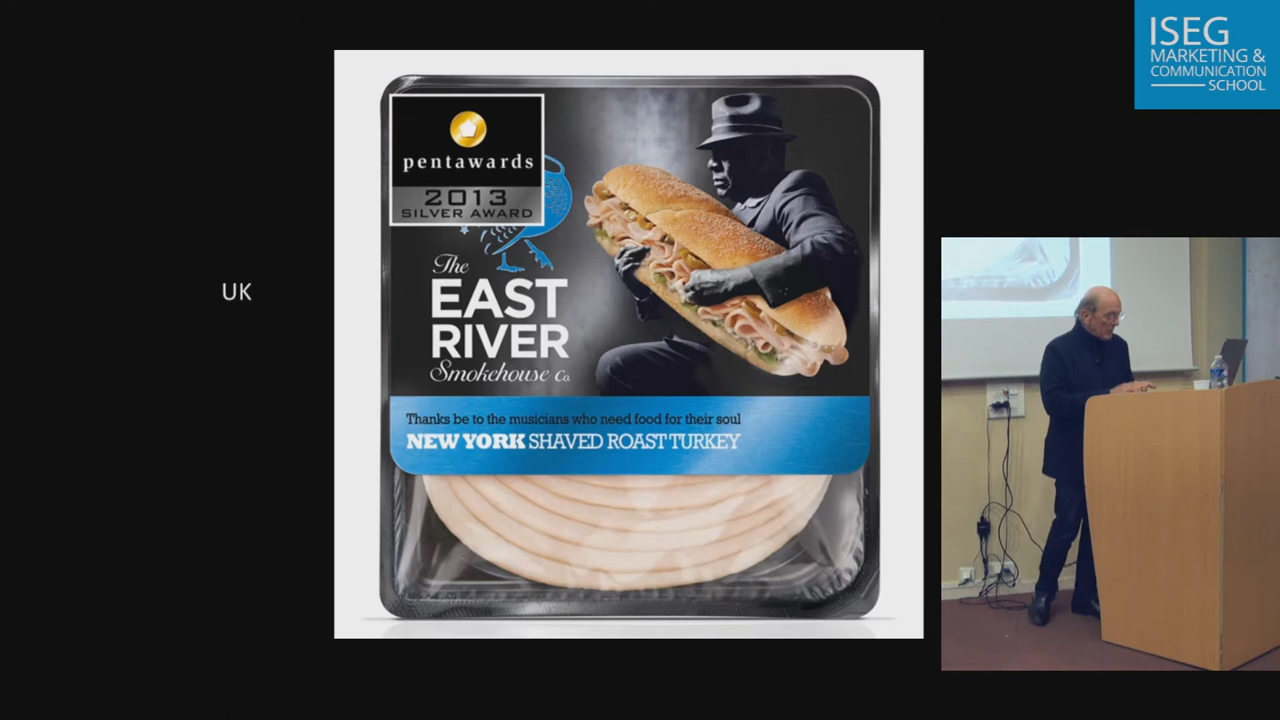 ISEG
MARKETING &
COMMUNICATION
SCHOOL
pentawards
2013
SILVER AWARD
UK
The
EAST
RIVER
Smokehouse Co.
Thanks be to the musicians who need food for their soul
NEW YORK SHAVED ROAST TURKEY